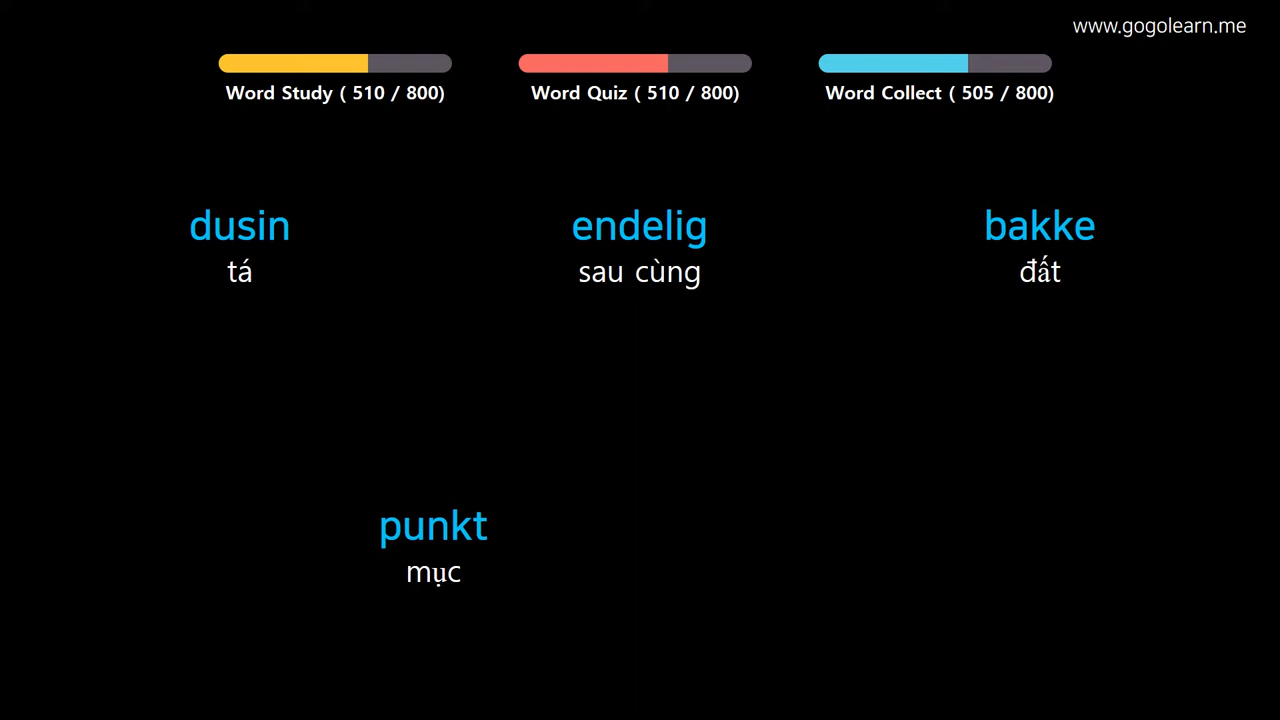 www.gogolearn.me
Word Study ( 510 / 800)
Word Quiz ( 510 / 800)
Word Collect ( 505 / 800)
dusin
tá
endelig
sau cùng
bakke
đất
punkt
mục